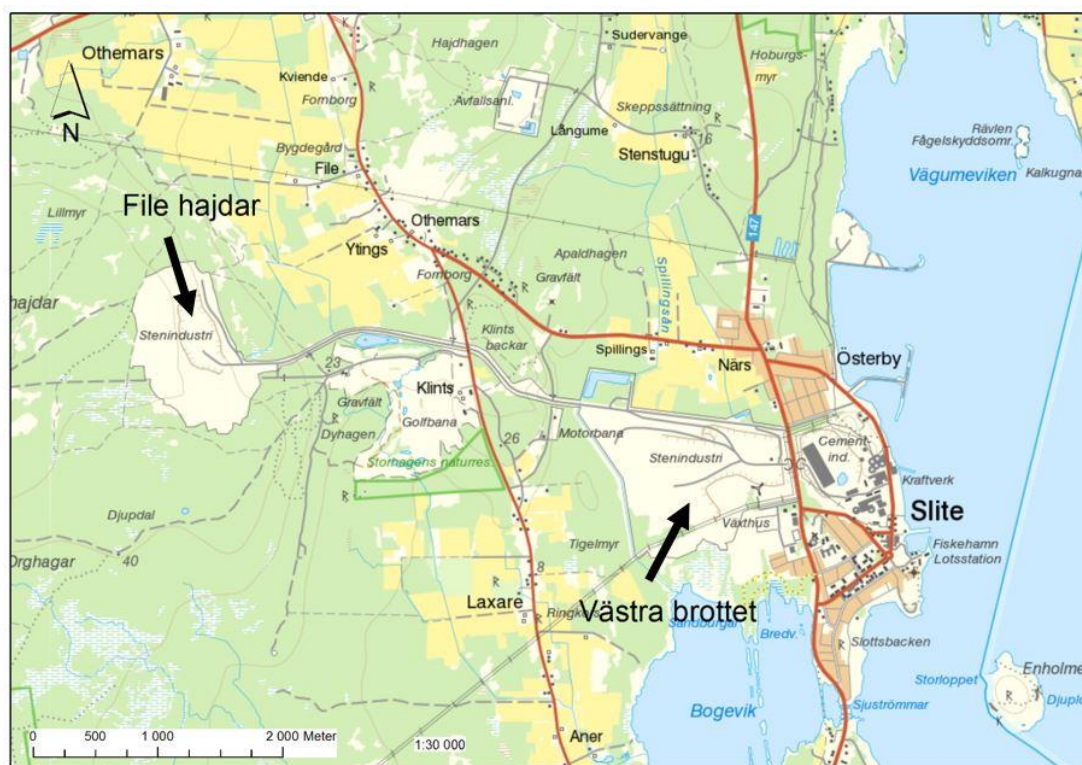 Othemars
Kviende
Fornborg
Hajdhagen
Avfallsanl.
Sudervange
Skeppssättning
Hoburgs-
myr
Långume
16
Stenstugu
Rävlen
Fågelskyddsomr.
Kalkugna
Vägumeviken
N
Bygdegård
File
Lillmyr
File hajdar
Othemars
Ytings
Fornborg
Apaldhagen
Gravfält
Spillingsån
147
hajdar
Stenindustri
Klints
backar
23
Spillings
Närs
Österby
Klints
Gravfält
Golfbana
Dyhagen
26
Motorbana
Storhagens naturres.
Stenindustri
Cement-
ind.
Kraftverk
Slite
Växthus
Djupdal
Orghagar
40
Tigelmyr
8
Fiskehamn
Lotsstation
Laxare
Västra brottet
Bredv.
Slottsbacken
Storloppet
Enholme
Bogevik
Sjuströmmar
Aner
0 500 1 000 2 000 Meter
1:30 000